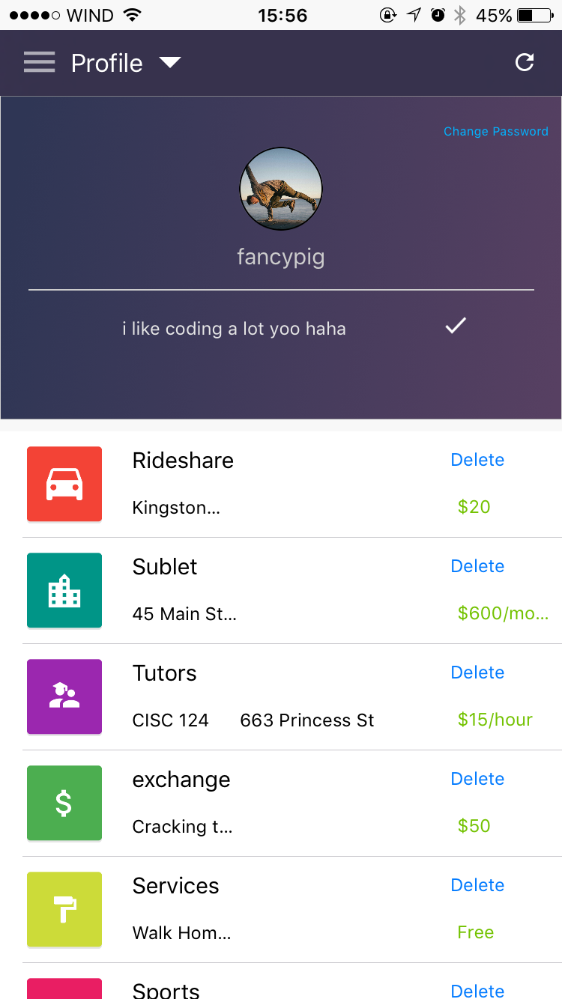 WIND 15:56 45%
Profile
Change Password
fancypig
i like coding a lot yoo haha
Rideshare Delete
Kingston... $20
Sublet Delete
45 Main St... $600/mo...
Tutors Delete
CISC 124 663 Princess St $15/hour
exchange Delete
$
Cracking t... $50
Services Delete
Walk Hom... Free
Sports Delete